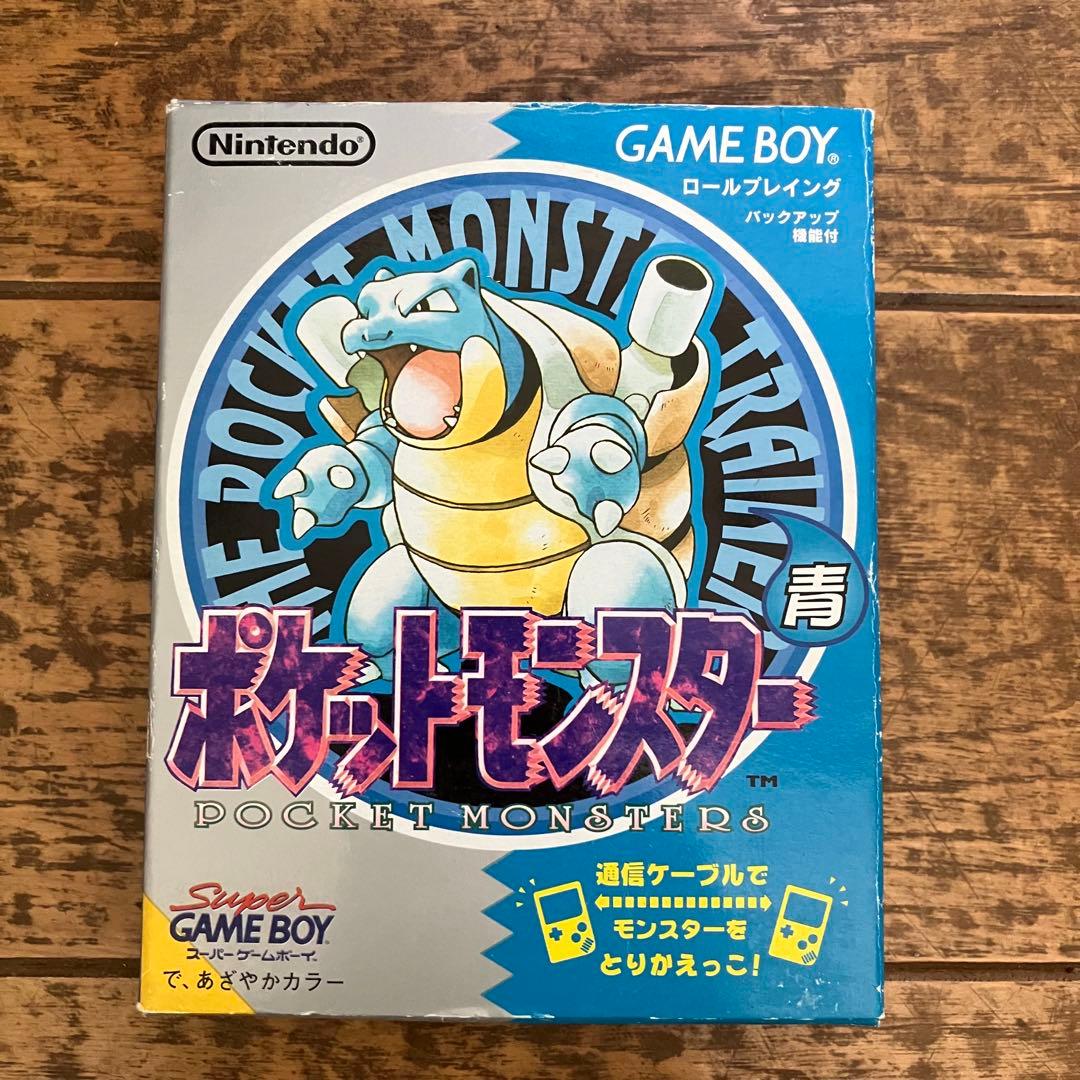 Nintendo®
GAME BOY®
ロールプレイング
バックアップ
機能付
THE POCKET MONSTER TRAINER
青
ポケットモンスター
TM
POCKET MONSTERS
通信ケーブルで
モンスターを
とりかえっこ!
Super
GAME BOY
スーパーゲームボーイ
で、あざやかカラー